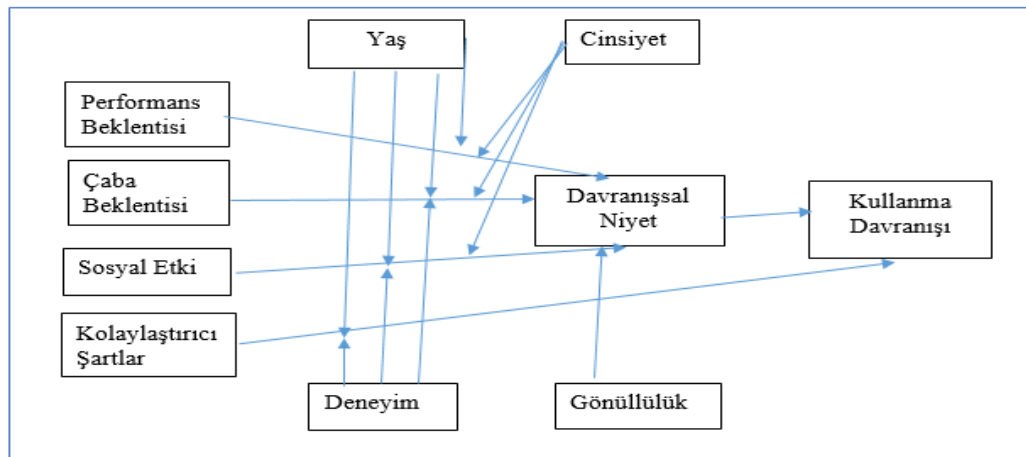 Yaş
Cinsiyet
Performans
Beklentisi
Çaba
Beklentisi
Davranışsal
Niyet
Kullanma
Davranışı
Sosyal Etki
Kolaylaştırıcı
Şartlar
Deneyim
Gönüllülük